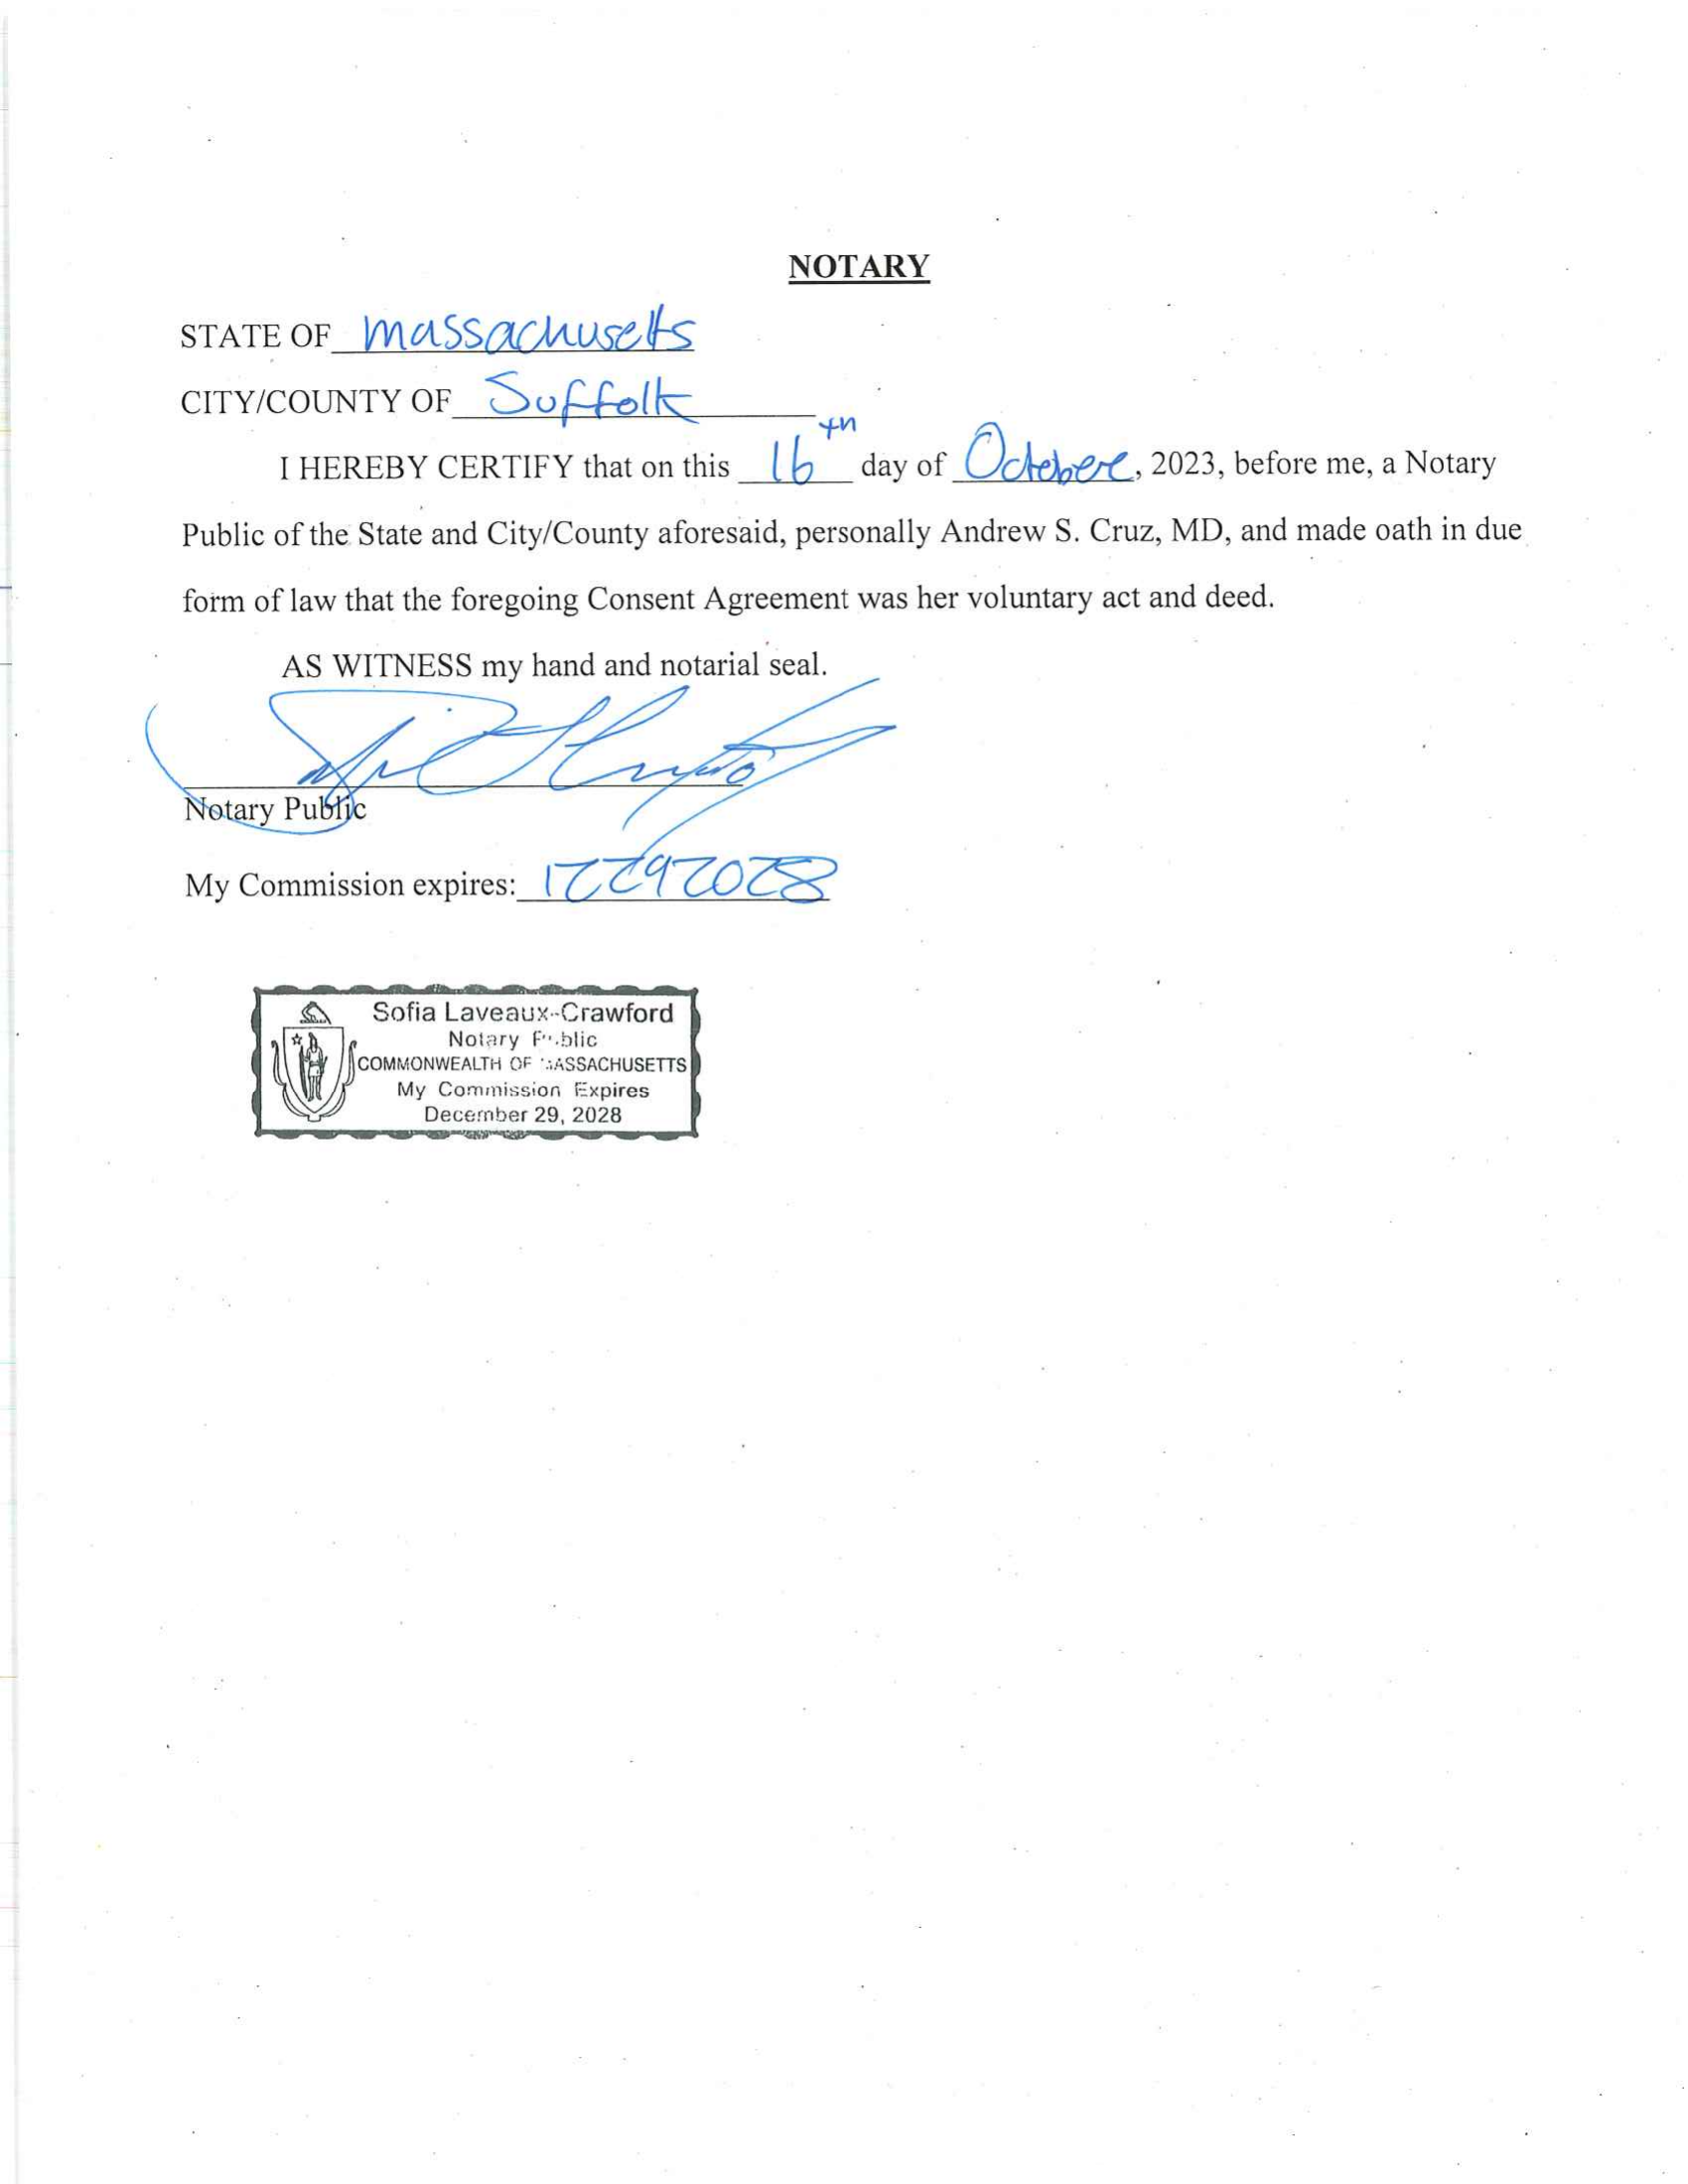 NOTARY
STATE OF Massachusetts
CITY/COUNTY OF Suffolk
I HEREBY CERTIFY that on this 16th day of Octobere, 2023, before me, a Notary
Public of the State and City/County aforesaid, personally Andrew S. Cruz, MD, and made oath in due
form of law that the foregoing Consent Agreement was her voluntary act and deed.
AS WITNESS my hand and notarial seal.
Notary Public
My Commission expires: 12292028
Sofia Laveaux-Crawford
Notary Public
COMMONWEALTH OF MASSACHUSETTS
My Commission Expires
December 29, 2028